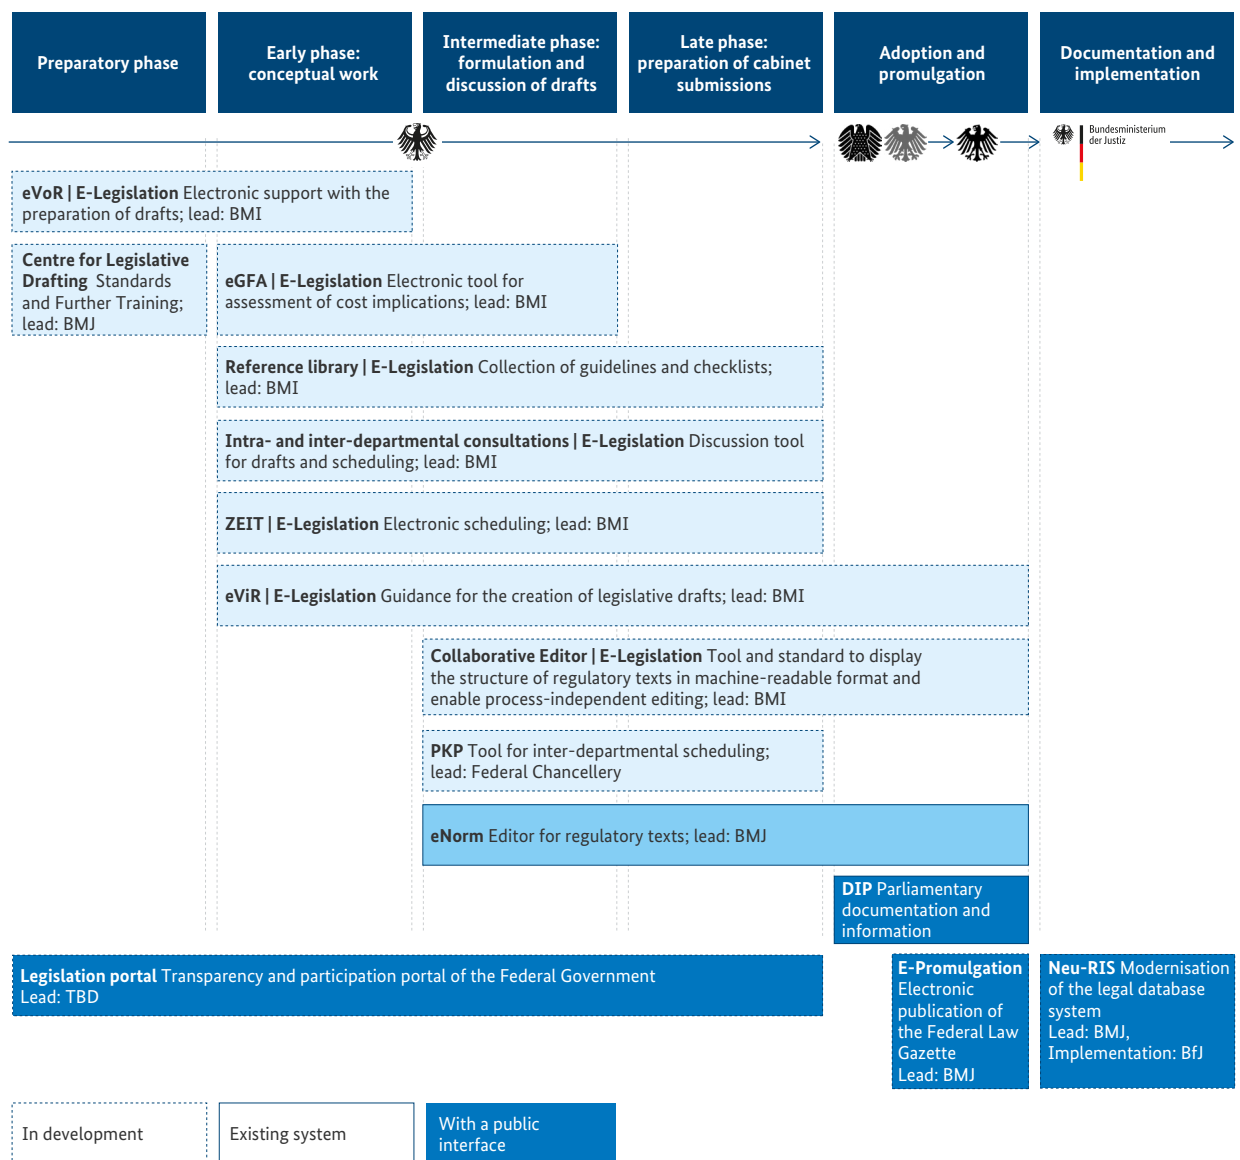 Preparatory phase
Early phase:
conceptual work
Intermediate phase:
formulation and
discussion of drafts
Late phase:
preparation of cabinet
submissions
Adoption and
promulgation
Documentation and
implementation
Bundesministerium
der Justiz
eVoR | E-Legislation Electronic support with the
preparation of drafts; lead: BMI
Centre for Legislative
Drafting Standards
and Further Training;
lead: BMJ
eGFA | E-Legislation Electronic tool for
assessment of cost implications; lead: BMI
Reference library | E-Legislation Collection of guidelines and checklists;
lead: BMI
Intra- and inter-departmental consultations | E-Legislation Discussion tool
for drafts and scheduling; lead: BMI
ZEIT | E-Legislation Electronic scheduling; lead: BMI
eViR | E-Legislation Guidance for the creation of legislative drafts; lead: BMI
Collaborative Editor | E-Legislation Tool and standard to display
the structure of regulatory texts in machine-readable format and
enable process-independent editing; lead: BMI
PKP Tool for inter-departmental scheduling;
lead: Federal Chancellery
eNorm Editor for regulatory texts; lead: BMJ
DIP Parliamentary
documentation and
information
Legislation portal Transparency and participation portal of the Federal Government
Lead: TBD
E-Promulgation
Electronic
publication of
the Federal Law
Gazette
Lead: BMJ
Neu-RIS Modernisation
of the legal database
system
Lead: BMJ,
Implementation: BfJ
In development
Existing system
With a public
interface